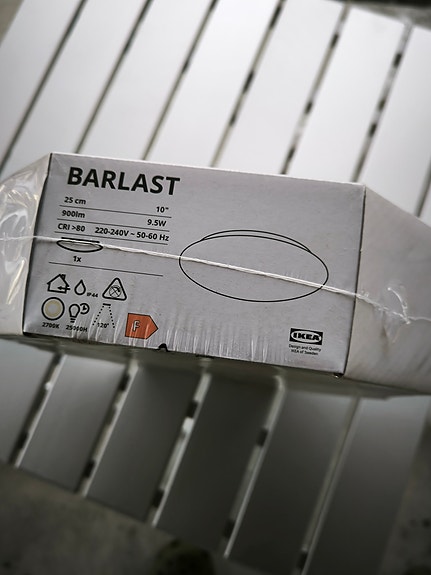 BARLAST
25 cm 10"
900lm 9.5W
CRI >80 220-240V ~ 50-60 Hz
1x
IP44
2700K 25000H 120° F
IKEA
Design and Quality
IKEA of Sweden